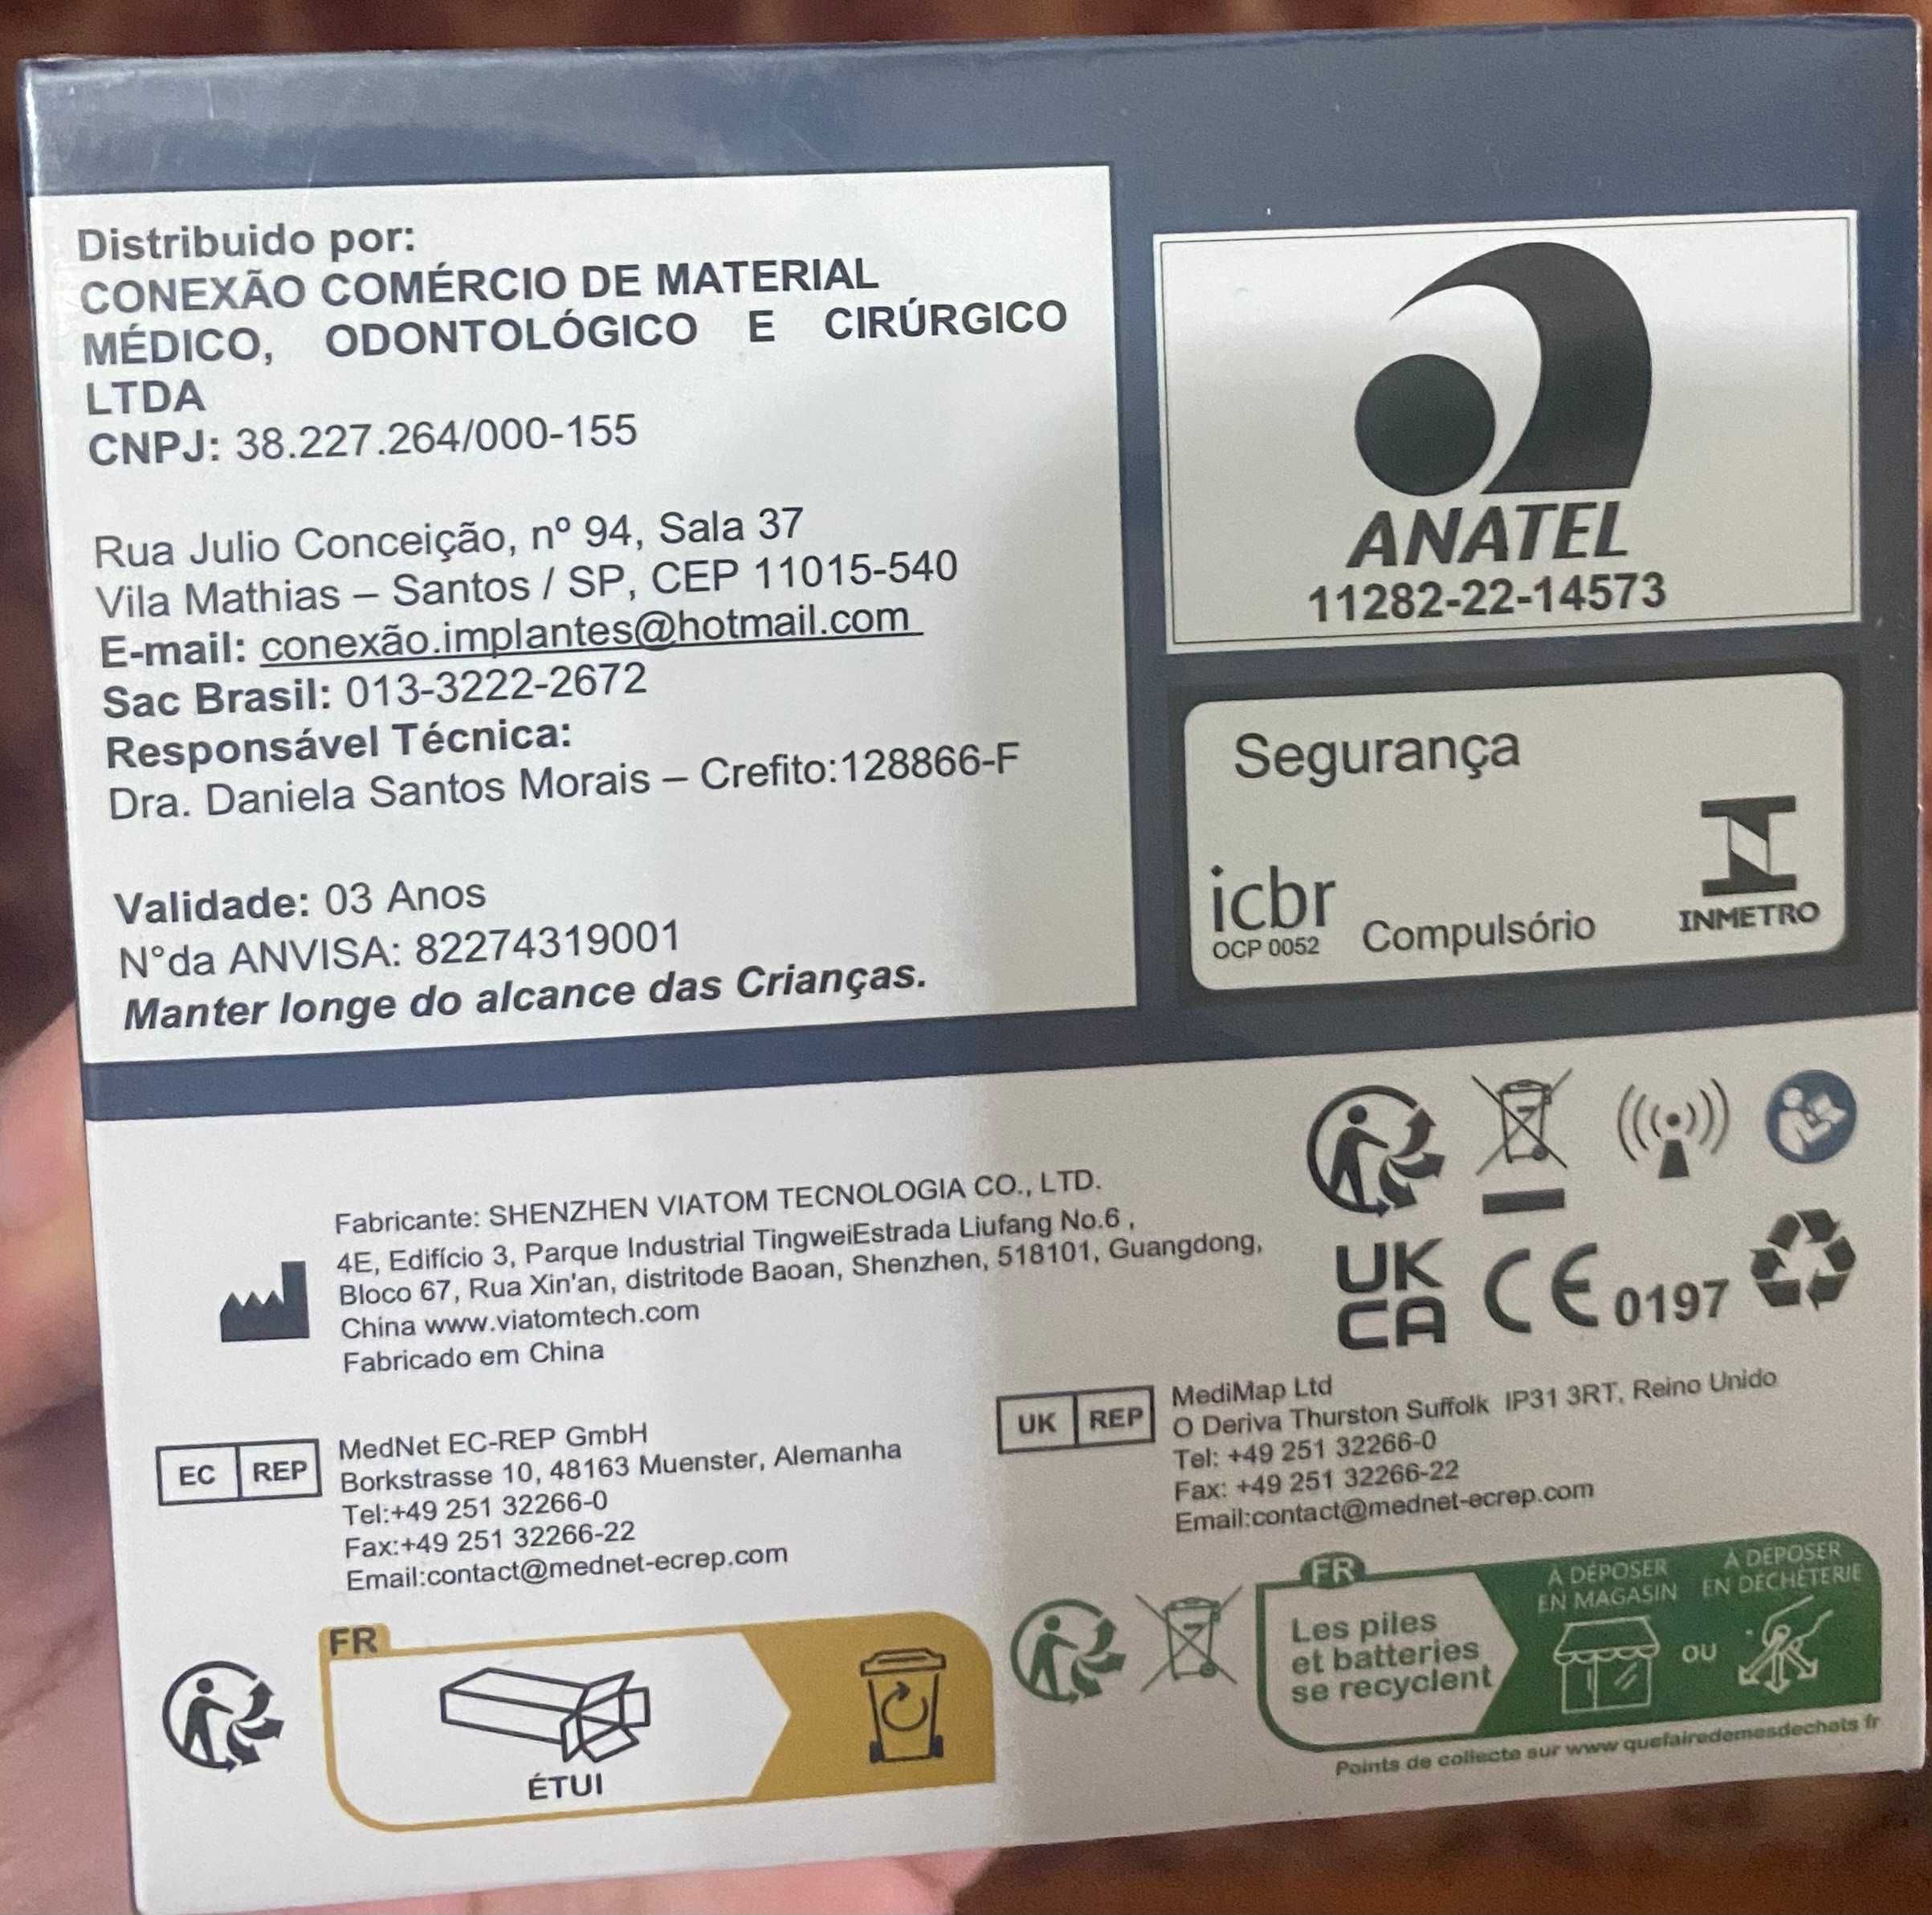 Distribuido por:
CONEXÃO COMÉRCIO DE MATERIAL
MÉDICO, ODONTOLÓGICO E CIRÚRGICO
LTDA
CNPJ: 38.227.264/000-155
Rua Julio Conceição, nº 94, Sala 37
Vila Mathias – Santos / SP, CEP 11015-540
E-mail: conexão.implantes@hotmail.com
Sac Brasil: 013-3222-2672
Responsável Técnica:
Dra. Daniela Santos Morais – Crefito:128866-F
Validade: 03 Anos
N°da ANVISA: 82274319001
Manter longe do alcance das Crianças.
ANATEL
11282-22-14573
Segurança
icbr
OCP 0052
Compulsório
INMETRO
Fabricante: SHENZHEN VIATOM TECNOLOGIA CO., LTD.
4E, Edifício 3, Parque Industrial TingweiEstrada Liufang No.6 ,
Bloco 67, Rua Xin'an, distritode Baoan, Shenzhen, 518101, Guangdong,
China www.viatomtech.com
Fabricado em China
UK
CA
CE 0197
EC REP
MedNet EC-REP GmbH
Borkstrasse 10, 48163 Muenster, Alemanha
Tel:+49 251 32266-0
Fax:+49 251 32266-22
Email:contact@mednet-ecrep.com
UK REP
MediMap Ltd
O Deriva Thurston Suffolk IP31 3RT, Reino Unido
Tel: +49 251 32266-0
Fax: +49 251 32266-22
Email:contact@mednet-ecrep.com
FR
ÉTUI
FR
Les piles
et batteries
se recyclent
À DÉPOSER
EN MAGASIN
OU
À DÉPOSER
EN DÉCHÈTERIE
Points de collecte sur www quefairedemesdechets fr